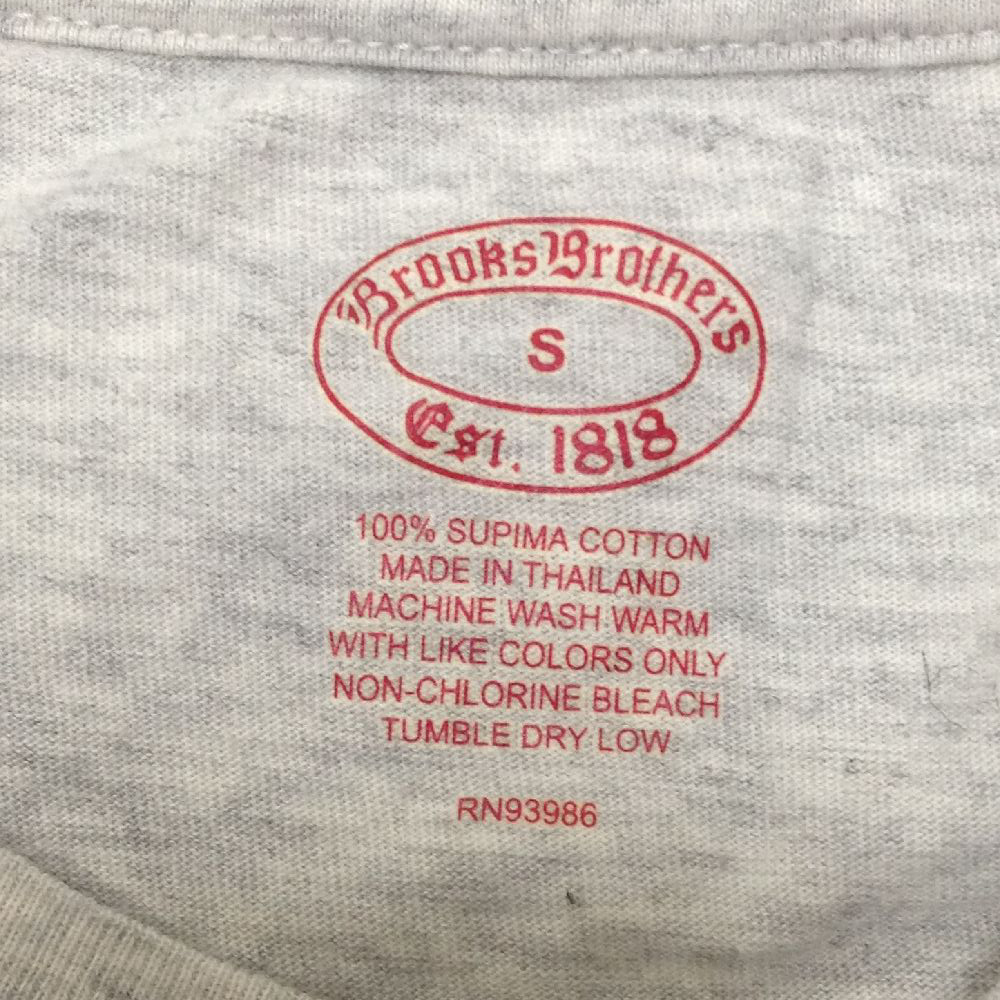 Brooks Brothers
S
Est. 1818
100% SUPIMA COTTON
MADE IN THAILAND
MACHINE WASH WARM
WITH LIKE COLORS ONLY
NON-CHLORINE BLEACH
TUMBLE DRY LOW
RN93986